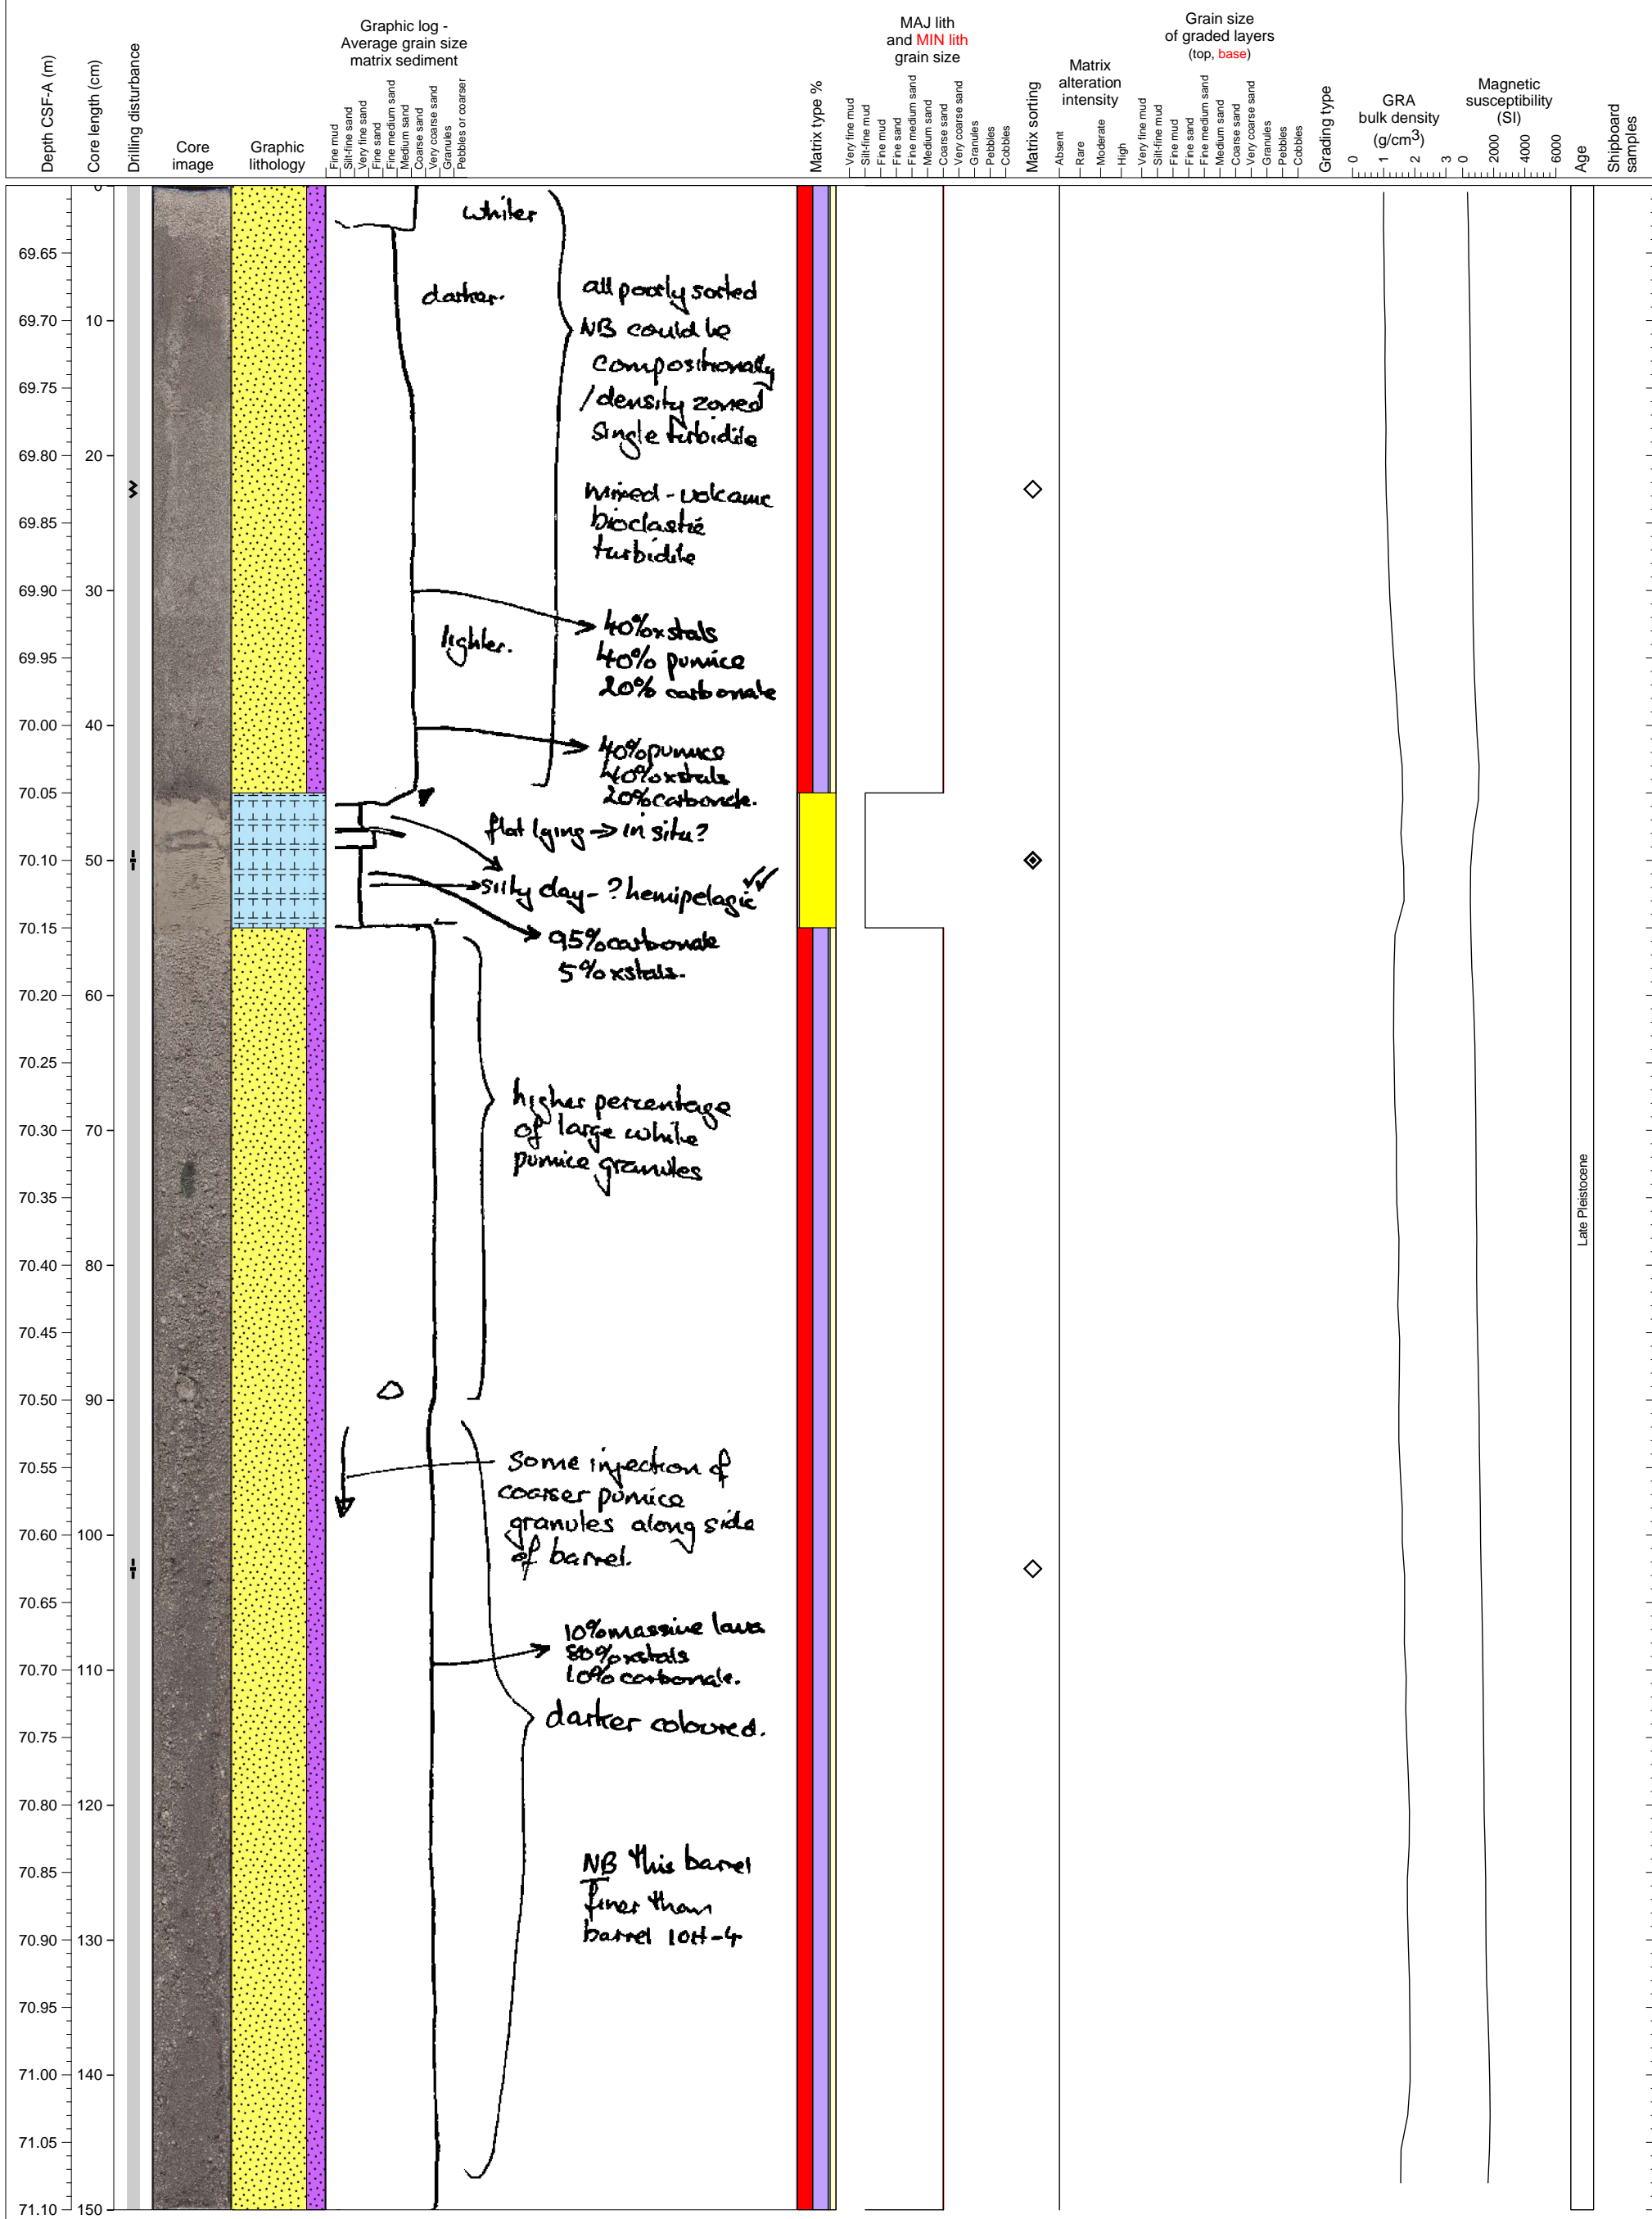 Graphic log -
Average grain size
matrix sediment
MAJ lith
and MIN lith
grain size
Grain size
of graded layers
(top, base)
Depth CSF-A (m)
Core length (cm)
Drilling disturbance
Core
image
Graphic
lithology
Fine mud
Silt-fine sand
Very fine sand
Fine sand
Fine medium sand
Medium sand
Coarse sand
Very coarse sand
Granules
Pebbles or coarser
Matrix type %
Very fine mud
Silt-fine mud
Fine mud
Fine sand
Fine medium sand
Medium sand
Coarse sand
Very coarse sand
Granules
Pebbles
Cobbles
Matrix sorting
Matrix
alteration
intensity
Absent
Rare
Moderate
High
Very fine mud
Silt-fine mud
Fine mud
Fine sand
Fine medium sand
Medium sand
Coarse sand
Very coarse sand
Granules
Pebbles
Cobbles
Grading type
GRA
bulk density
(g/cm3)
0 1 2 3
Magnetic
susceptibility
(SI)
0 2000 4000 6000
Age
Shipboard
samples
0
69.65
69.70 10
69.75
69.80 20
69.85
69.90 30
69.95
70.00 40
70.05
70.10 50
70.15
70.20 60
70.25
70.30 70
70.35
70.40 80
70.45
70.50 90
70.55
70.60 100
70.65
70.70 110
70.75
70.80 120
70.85
70.90 130
70.95
71.00 140
71.05
71.10 150
whiter
darker.
all poorly sorted
NB could be
compositionally
/density zoned
single turbidite
mixed-volcanic
bioclastic
turbidite
lighter.
40% xstals
40% pumice
20% carbonate
40% pumice
40% xstals
20% carbonate.
flat lying → in situ?
silty clay - ? hemipelagic ✓✓
95% carbonate
5% xstals.
higher percentage
of large white
pumice granules
Some injection of
coarser pumice
granules along side
of barrel.
10% massive lava
80% xstals
10% carbonate.
darker coloured.
NB this barrel
finer than
barrel 10H-4
Late Pleistocene